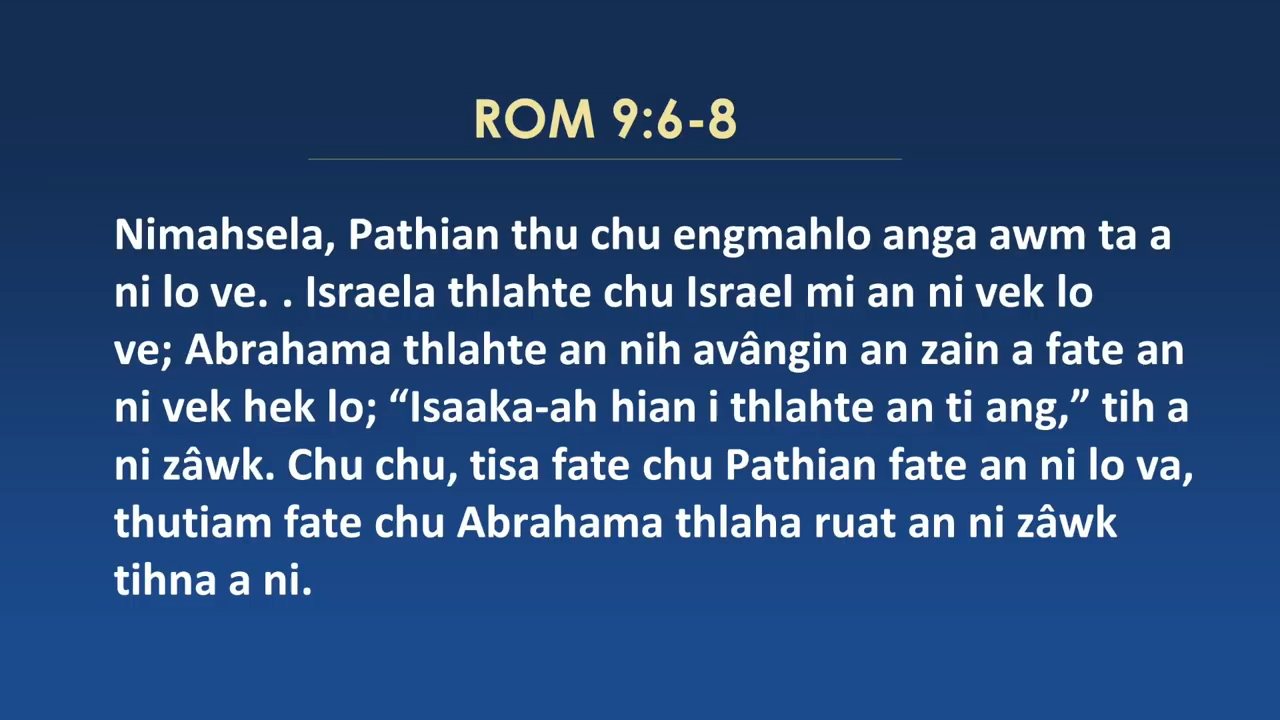 ROM 9:6-8
Nimahsela, Pathian thu chu engmahlo anga awm ta a
ni lo ve. . Israela thlahte chu Israel mi an ni vek lo
ve; Abrahama thlahte an nih avângin an zain a fate an
ni vek hek lo; “Isaaka-ah hian i thlahte an ti ang,” tih a
ni zâwk. Chu chu, tisa fate chu Pathian fate an ni lo va,
thutiam fate chu Abrahama thlaha ruat an ni zâwk
tihna a ni.